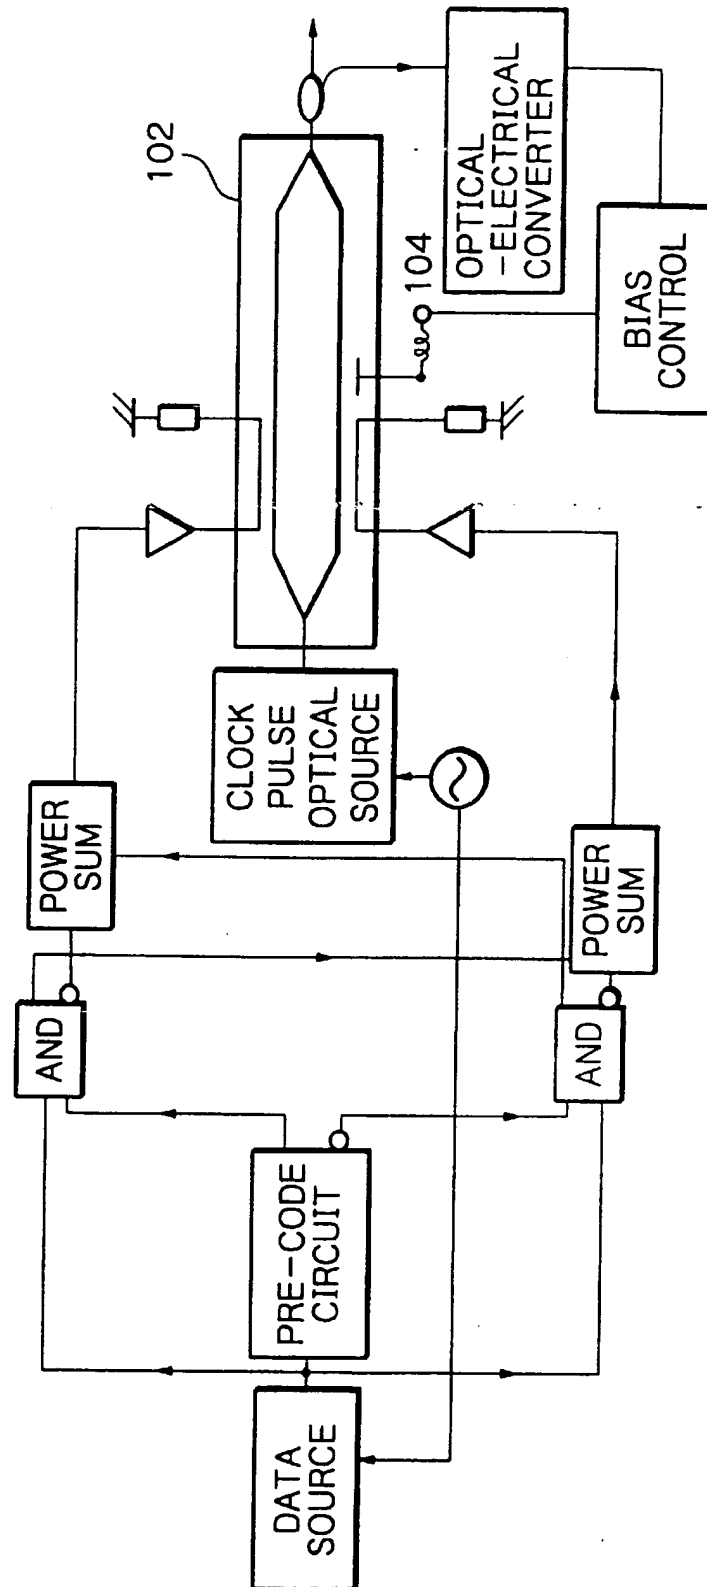 DATA
SOURCE
PRE-CODE
CIRCUIT
AND
AND
POWER
SUM
POWER
SUM
CLOCK
PULSE
OPTICAL
SOURCE
102
104
OPTICAL
-ELECTRICAL
CONVERTER
BIAS
CONTROL